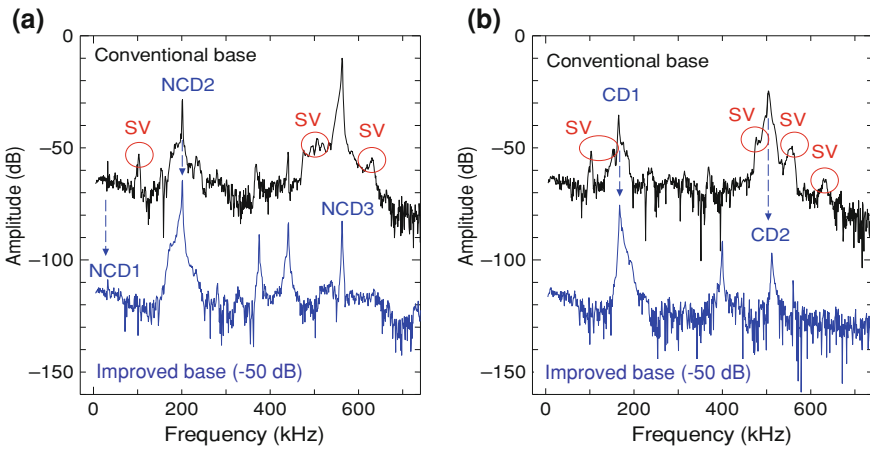 (a)
0
−50
−100
−150
Amplitude (dB)
Conventional base
NCD2
SV
SV
SV
NCD1
NCD3
Improved base (-50 dB)
0
200
400
600
Frequency (kHz)
(b)
0
−50
−100
−150
Amplitude (dB)
Conventional base
CD1
SV
SV
SV
SV
CD2
Improved base (-50 dB)
0
200
400
600
Frequency (kHz)